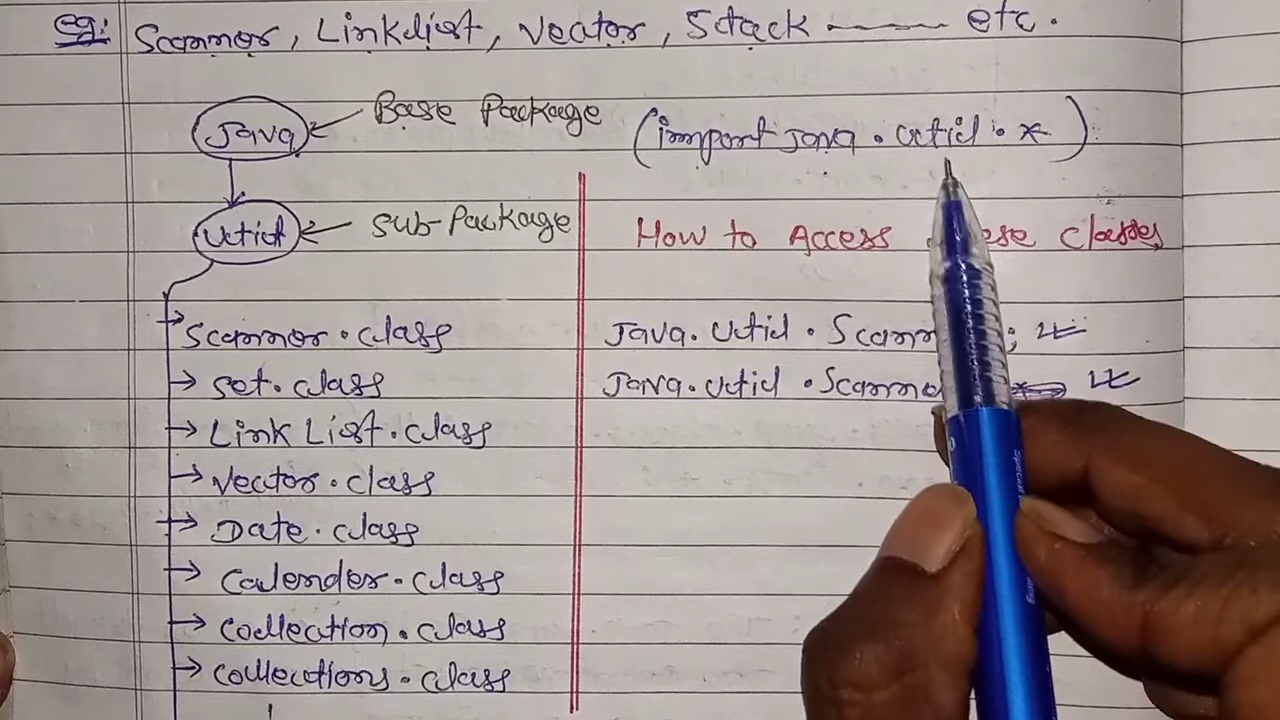 eg: Scanner, Linklist, Vector, Stack ——— etc.
Java ← Base Package (import java.util.*)
Util ← Sub-Package
How to Access these classes
Scanner.class
Java.Util.Scanner;
→ set.class
Java.Util.Scanner
→ Link List.class
→ Vector.class
→ Date.class
→ Calender.class
→ Collection.class
→ Collections.class